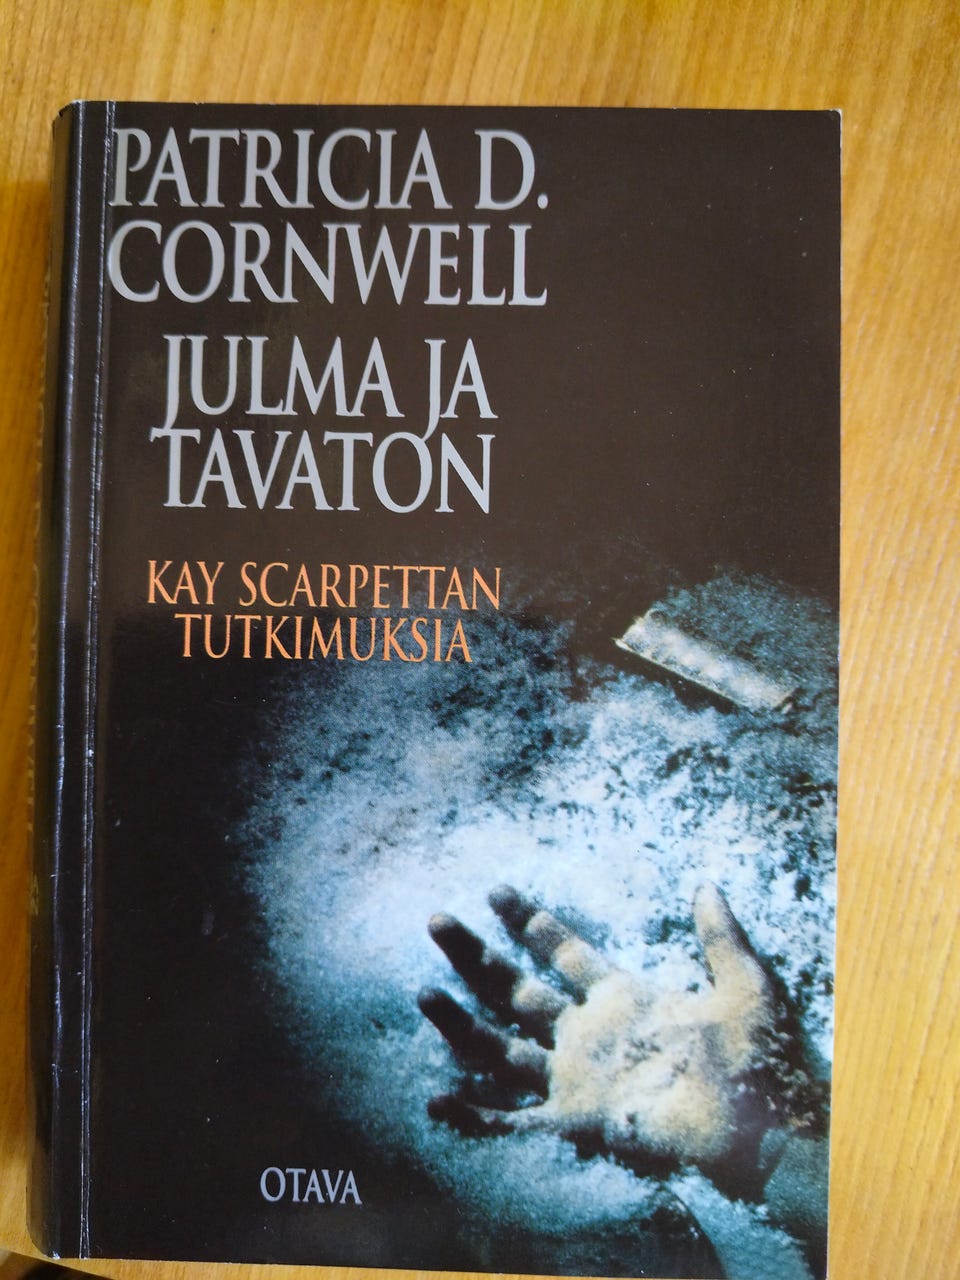 PATRICIA D.
CORNWELL
JULMA JA
TAVATON
KAY SCARPETTAN
TUTKIMUKSIA
OTAVA